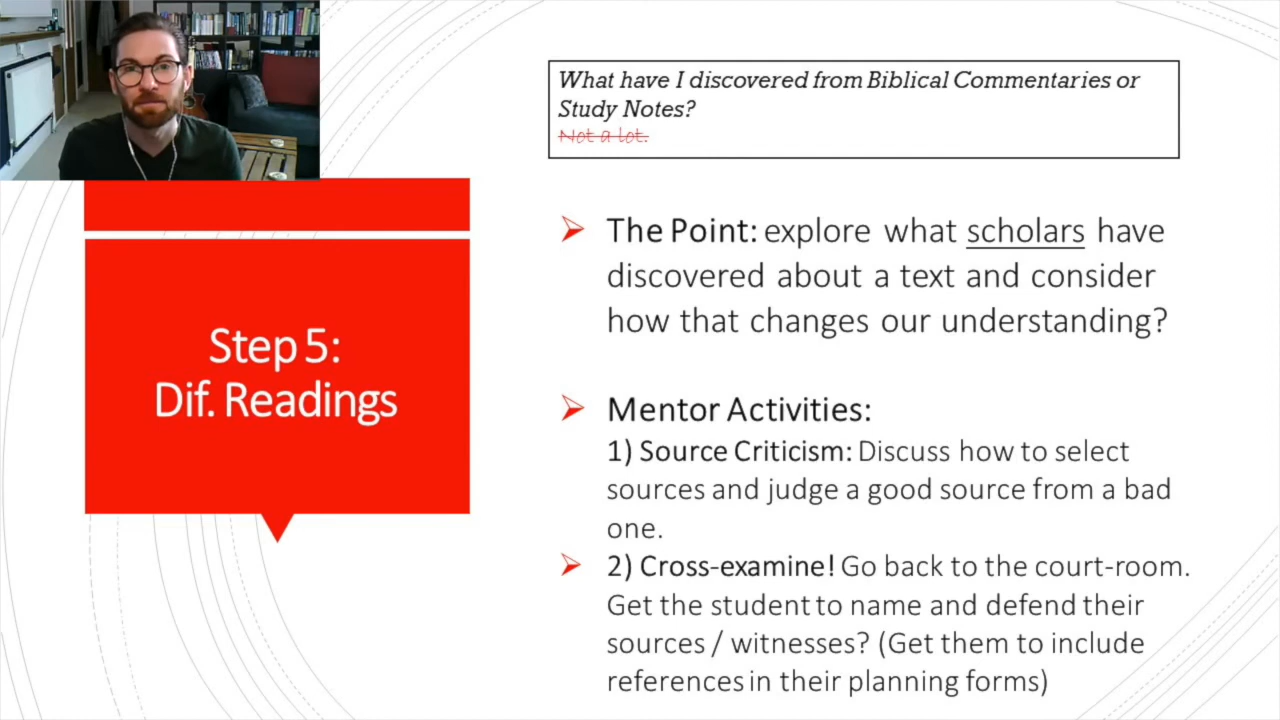 What have I discovered from Biblical Commentaries or
Study Notes?
Not a lot.
Step 5:
Dif. Readings
The Point: explore what scholars have
discovered about a text and consider
how that changes our understanding?
Mentor Activities:
1) Source Criticism: Discuss how to select
sources and judge a good source from a bad
one.
2) Cross-examine! Go back to the court-room.
Get the student to name and defend their
sources / witnesses? (Get them to include
references in their planning forms)